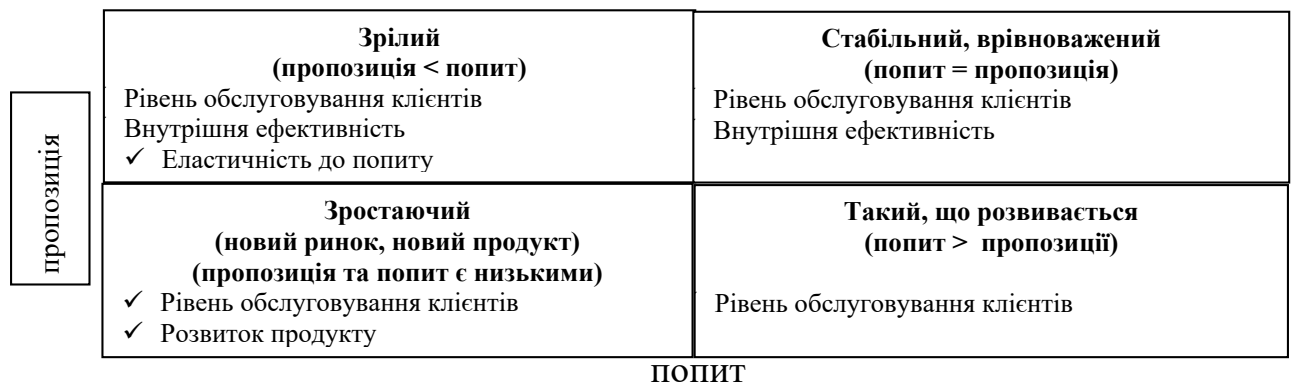 Зрілий
(пропозиція < попит)
Рівень обслуговування клієнтів
Внутрішня ефективність
✓ Еластичність до попиту
Стабільний, врівноважений
(попит = пропозиція)
Рівень обслуговування клієнтів
Внутрішня ефективність
пропозиція
Зростаючий
(новий ринок, новий продукт)
(пропозиція та попит є низькими)
✓ Рівень обслуговування клієнтів
✓ Розвиток продукту
Такий, що розвивається
(попит > пропозиції)
Рівень обслуговування клієнтів
попит